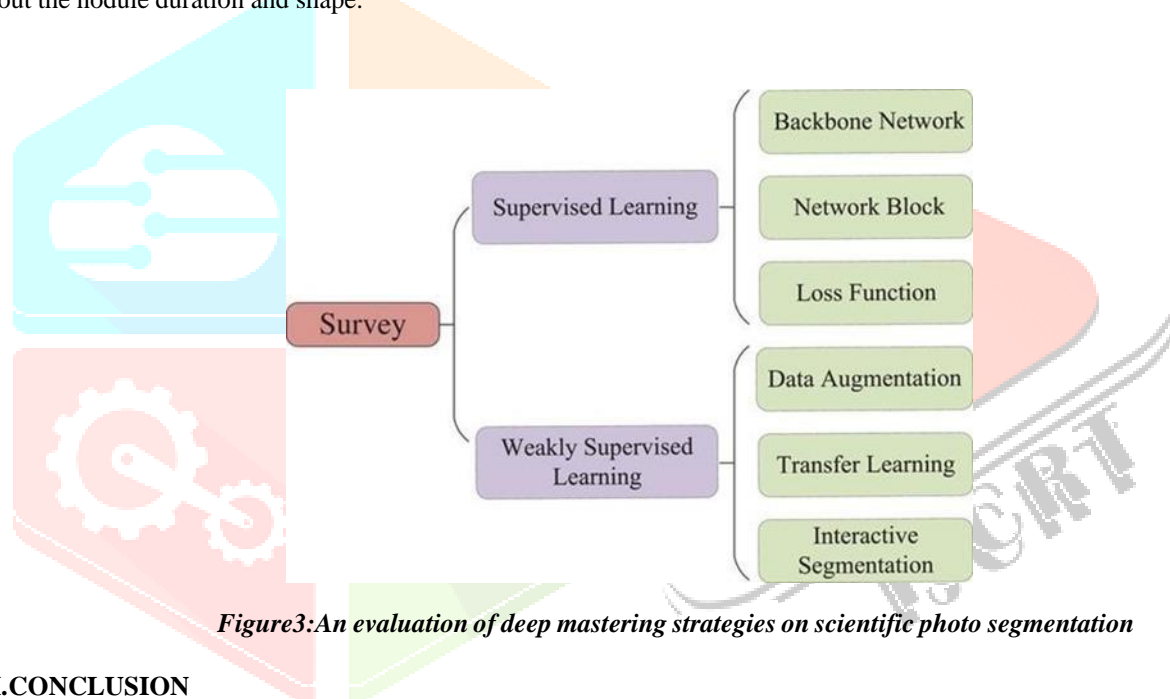 out the nodule duration and shape.
Backbone Network
Supervised Learning
Network Block
Loss Function
Survey
Data Augmentation
Weakly Supervised
Learning
Transfer Learning
Interactive
Segmentation
Figure3:An evaluation of deep mastering strategies on scientific photo segmentation
.CONCLUSION